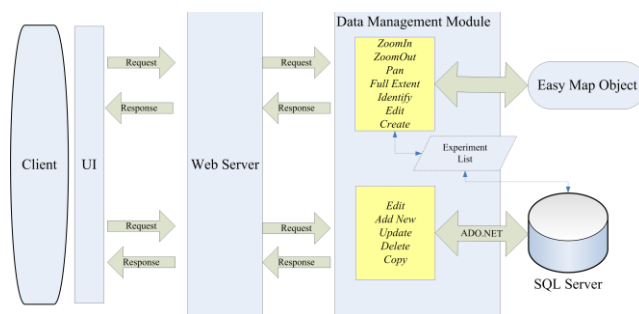 Data Management Module
Request
Response
Request
Response
ZoomIn
ZoomOut
Pan
Full Extent
Identify
Edit
Create
Easy Map Object
Client
UI
Web Server
Experiment
List
Request
Response
Request
Response
Edit
Add New
Update
Delete
Copy
ADO.NET
SQL Server